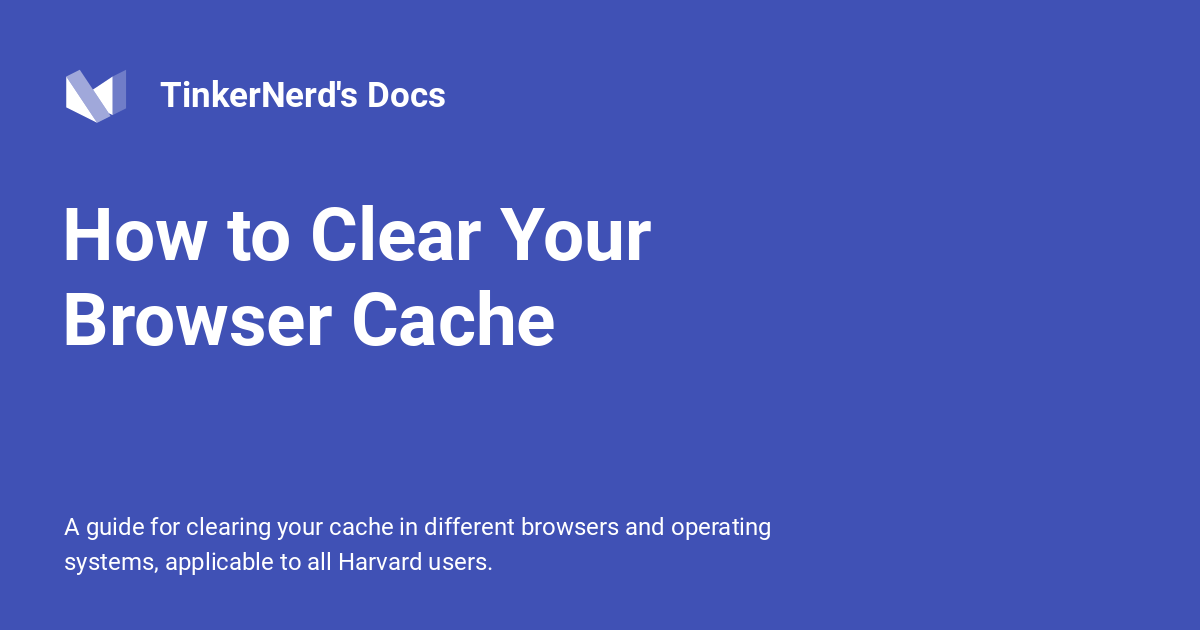 TinkerNerd's Docs
How to Clear Your
Browser Cache
A guide for clearing your cache in different browsers and operating
systems, applicable to all Harvard users.